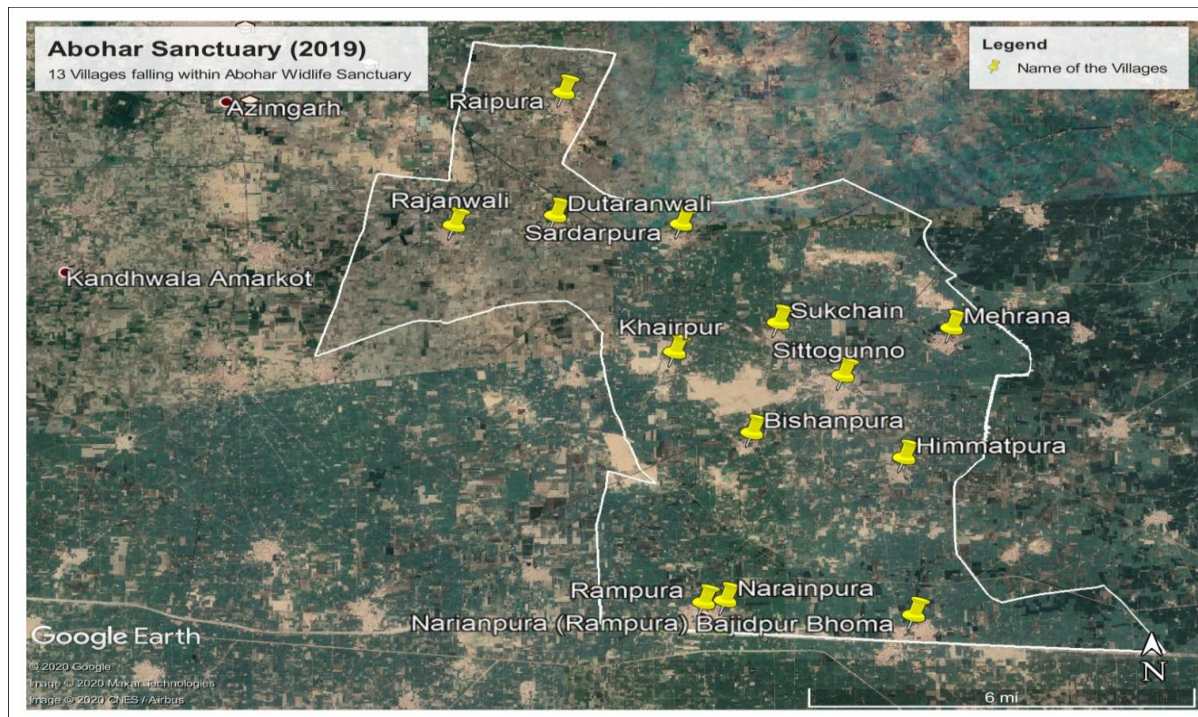 Abohar Sanctuary (2019)
13 Villages falling within Abohar Widlife Sanctuary
Legend
Name of the Villages
Raipura
Azimgarh
Rajanwali
Dutaranwali
Sardarpura
Kandhwala Amarkot
Sukchain
Mehrana
Khairpur
Sittogunno
Bishanpura
Himmatpura
Rampura
Narainpura
Narianpura (Rampura)
Bajidpur Bhoma
Google Earth
© 2020 Google
Image © 2020 Maxar Technologies
Image © 2020 CNES / Airbus
N
6 mi